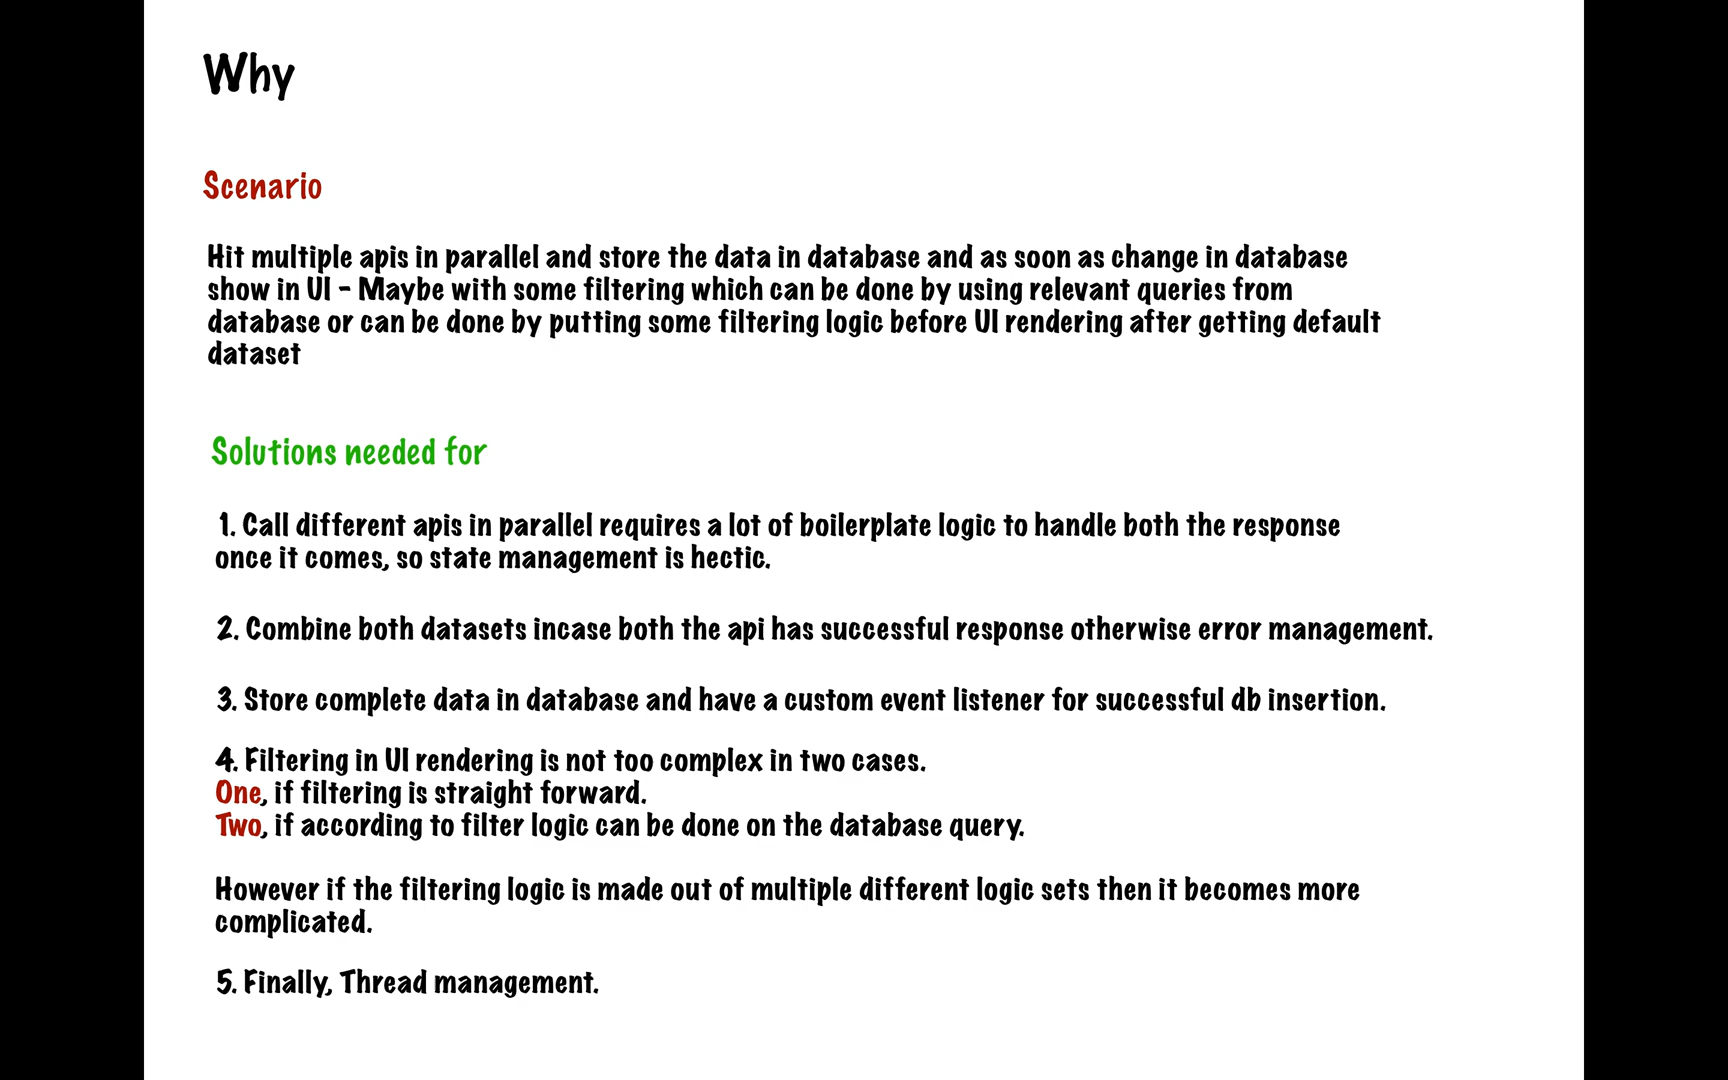 Why
Scenario
Hit multiple apis in parallel and store the data in database and as soon as change in database
show in UI - Maybe with some filtering which can be done by using relevant queries from
database or can be done by putting some filtering logic before UI rendering after getting default
dataset
Solutions needed for
1. Call different apis in parallel requires a lot of boilerplate logic to handle both the response
once it comes, so state management is hectic.
2. Combine both datasets incase both the api has successful response otherwise error management.
3. Store complete data in database and have a custom event listener for successful db insertion.
4. Filtering in UI rendering is not too complex in two cases.
One, if filtering is straight forward.
Two, if according to filter logic can be done on the database query.
However if the filtering logic is made out of multiple different logic sets then it becomes more
complicated.
5. Finally, Thread management.